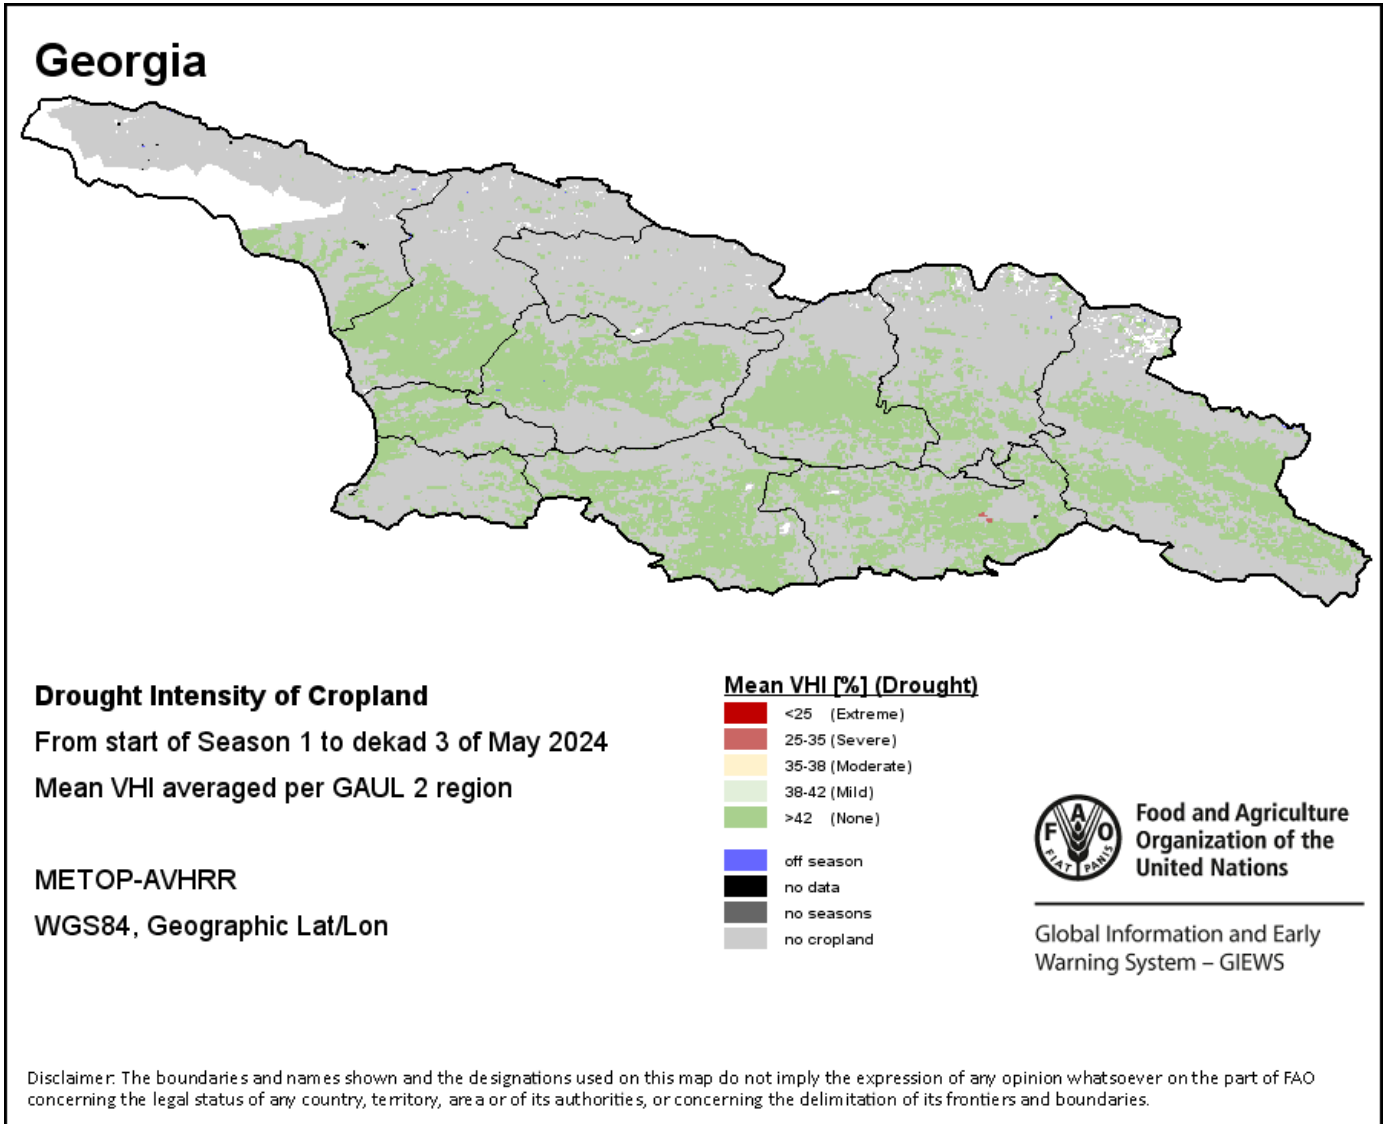 Georgia
Drought Intensity of Cropland
From start of Season 1 to dekad 3 of May 2024
Mean VHI averaged per GAUL 2 region
METOP-AVHRR
WGS84, Geographic Lat/Lon
Mean VHI [%] (Drought)
<25 (Extreme)
25-35 (Severe)
35-38 (Moderate)
38-42 (Mild)
>42 (None)
off season
no data
no seasons
no cropland
F A O
FIAT PANIS
Food and Agriculture
Organization of the
United Nations
Global Information and Early
Warning System – GIEWS
Disclaimer: The boundaries and names shown and the designations used on this map do not imply the expression of any opinion whatsoever on the part of FAO
concerning the legal status of any country, territory, area or of its authorities, or concerning the delimitation of its frontiers and boundaries.